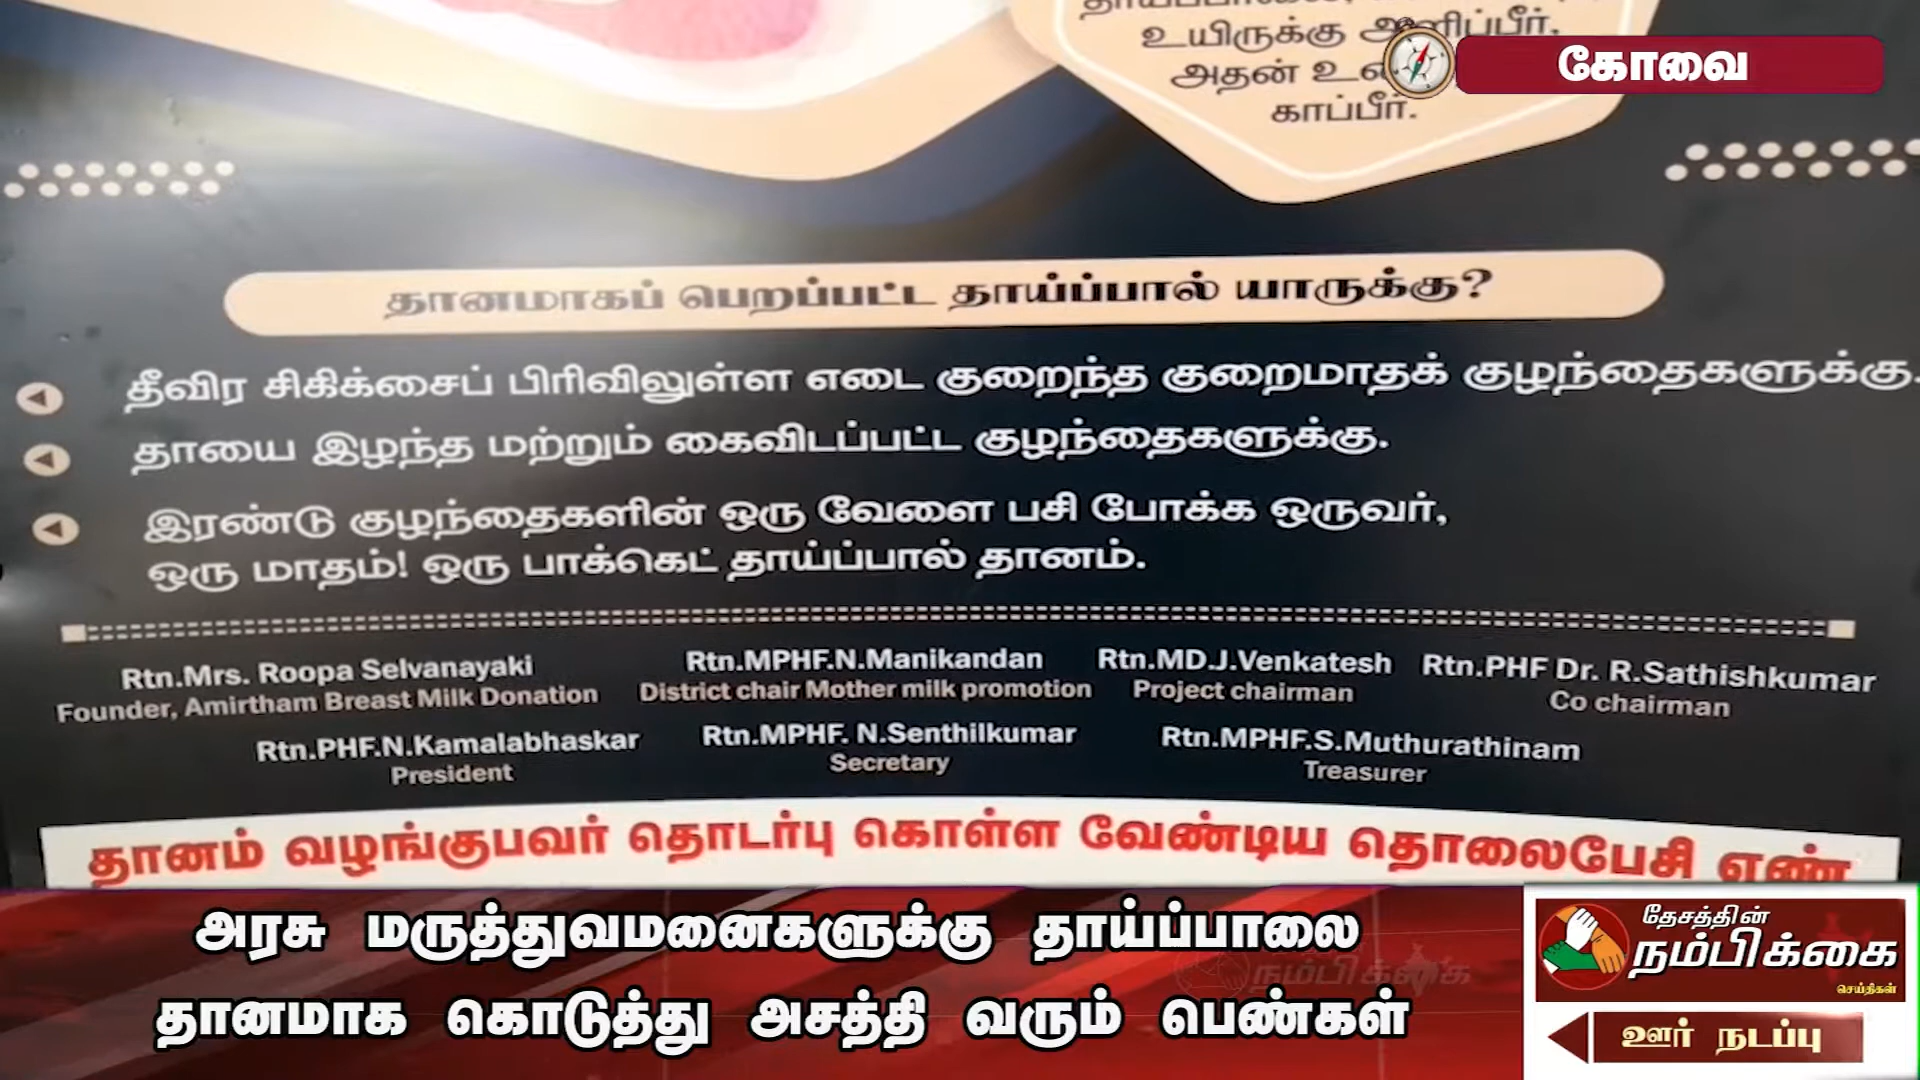 உயிருக்கு அளிப்பீர்.
அதன்
காப்பீர்.
கோவை
தானமாகப் பெறப்பட்ட தாய்ப்பால் யாருக்கு?
தீவிர சிகிக்சைப் பிரிவிலுள்ள எடை குறைந்த குறைமாதக் குழந்தைகளுக்கு.
தாயை இழந்த மற்றும் கைவிடப்பட்ட குழந்தைகளுக்கு.
இரண்டு குழந்தைகளின் ஒரு வேளை பசி போக்க ஒருவர்,
ஒரு மாதம்! ஒரு பாக்கெட் தாய்ப்பால் தானம்.
Rtn.Mrs. Roopa Selvanayaki
Founder, Amirtham Breast Milk Donation
Rtn.MPHF.N.Manikandan
District chair Mother milk promotion
Rtn.MD.J.Venkatesh
Project chairman
Rtn.PHF Dr. R.Sathishkumar
Co chairman
Rtn.PHF.N.Kamalabhaskar
President
Rtn.MPHF. N.Senthilkumar
Secretary
Rtn.MPHF.S.Muthurathinam
Treasurer
தானம் வழங்குபவர் தொடர்பு கொள்ள வேண்டிய தொலைபேசி எண்
அரசு மருத்துவமனைகளுக்கு தாய்ப்பாலை
தானமாக கொடுத்து அசத்தி வரும் பெண்கள்
நம்பிக்கை
தேசத்தின்
நம்பிக்கை
செய்திகள்
ஊர் நடப்பு